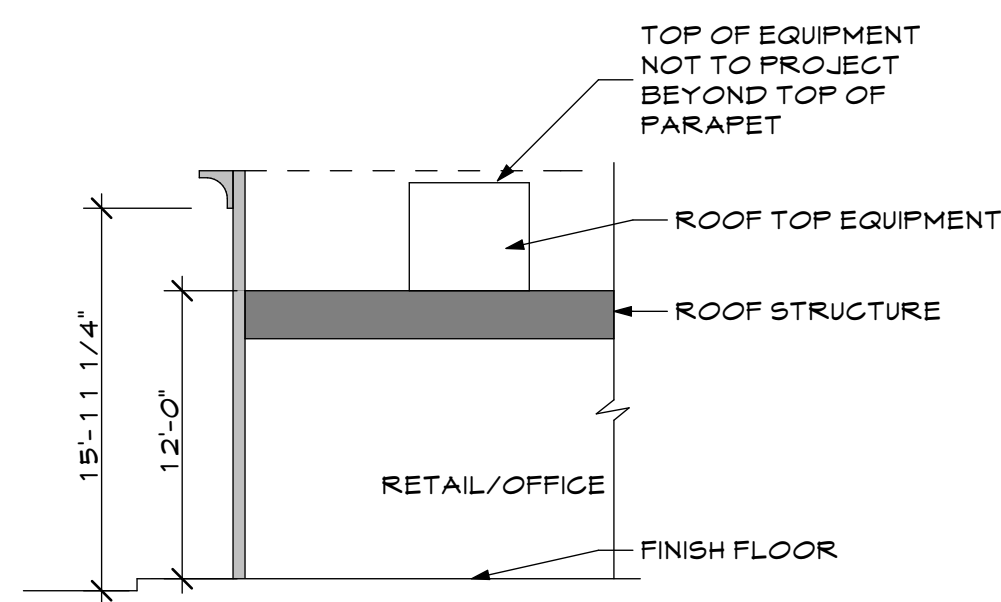 TOP OF EQUIPMENT
NOT TO PROJECT
BEYOND TOP OF
PARAPET
ROOF TOP EQUIPMENT
ROOF STRUCTURE
15'-11 1/4"
12'-0"
RETAIL/OFFICE
FINISH FLOOR